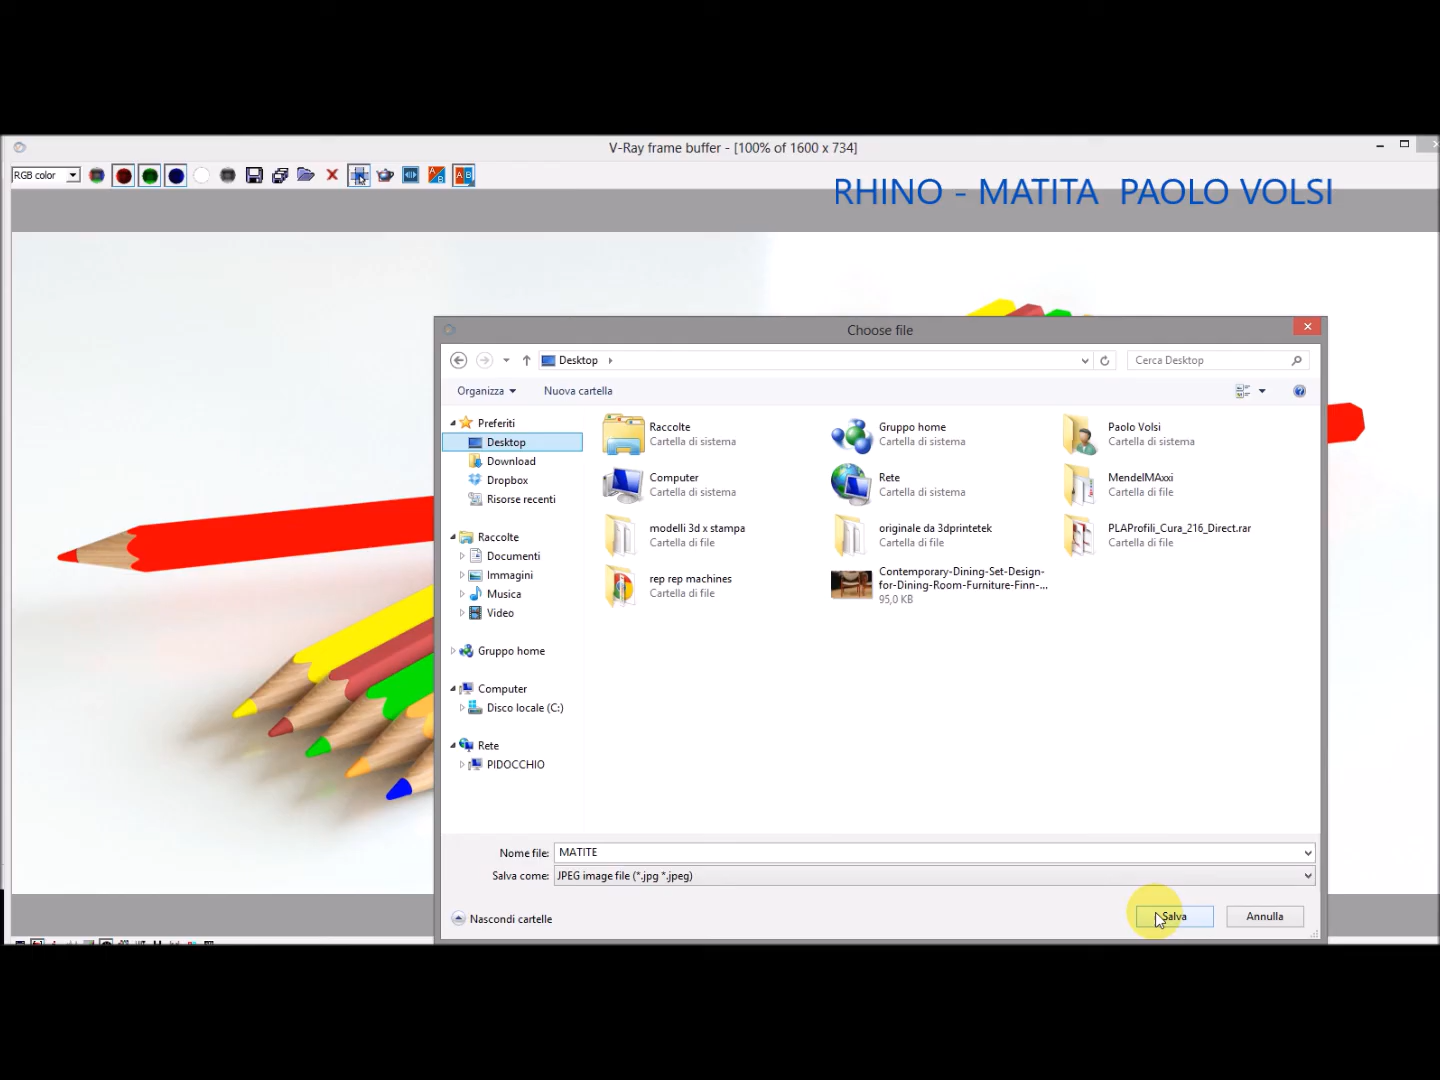 V-Ray frame buffer - [100% of 1600 x 734]
RGB color
RHINO - MATITA PAOLO VOLSI
Choose file
Desktop
Cerca Desktop
Organizza
Nuova cartella
Preferiti
Desktop
Download
Dropbox
Risorse recenti
Raccolte
Documenti
Immagini
Musica
Video
Gruppo home
Computer
Disco locale (C:)
Rete
PIDOCCHIO
Raccolte
Cartella di sistema
Gruppo home
Cartella di sistema
Paolo Volsi
Cartella di sistema
Computer
Cartella di sistema
Rete
Cartella di sistema
MendelMAxxi
Cartella di file
modelli 3d x stampa
Cartella di file
originale da 3dprintetek
Cartella di file
PLAProfili_Cura_216_Direct.rar
Cartella di file
rep rep machines
Cartella di file
Contemporary-Dining-Set-Design-
for-Dining-Room-Furniture-Finn-...
95,0 KB
Nome file: MATITE
Salva come: JPEG image file (*.jpg *.jpeg)
Nascondi cartelle
Salva
Annulla